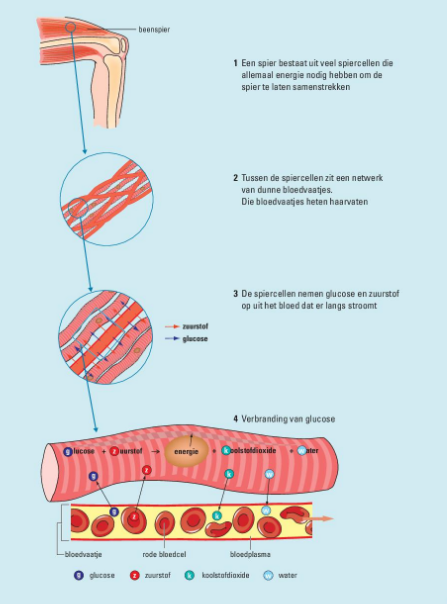 beenspier
1 Een spier bestaat uit veel spiercellen die
allemaal energie nodig hebben om de
spier te laten samenstrekken
2 Tussen de spiercellen zit een netwerk
van dunne bloedvaatjes.
Die bloedvaatjes heten haarvaten
3 De spiercellen nemen glucose en zuurstof
op uit het bloed dat er langs stroomt
zuurstof
glucose
4 Verbranding van glucose
glucose + zuurstof → energie + koolstofdioxide + water
g z k w
g z k w
bloedvaatje rode bloedcel bloedplasma
g glucose z zuurstof k koolstofdioxide w water